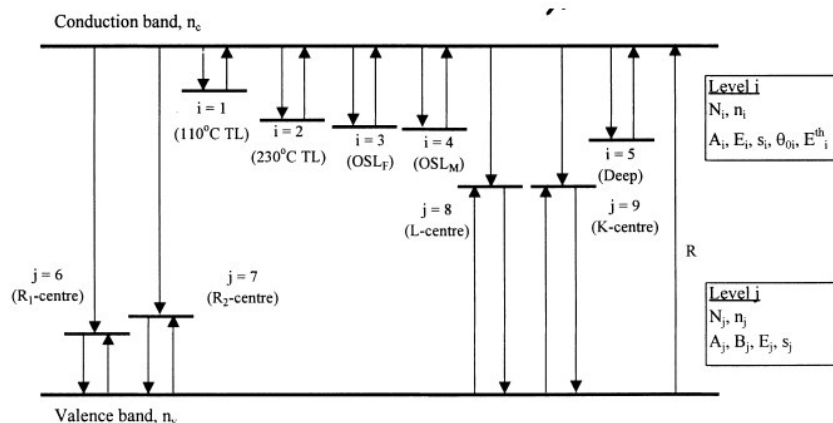 Conduction band, n_c
i = 1
(110°C TL)
i = 2
(230°C TL)
i = 3
(OSL_F)
i = 4
(OSL_M)
i = 5
(Deep)
Level i
N_i, n_i
A_i, E_i, s_i, θ_0i, E^th_i
j = 8
(L-centre)
j = 9
(K-centre)
R
j = 6
(R_1-centre)
j = 7
(R_2-centre)
Level j
N_j, n_j
A_j, B_j, E_j, s_j
Valence band, n_v